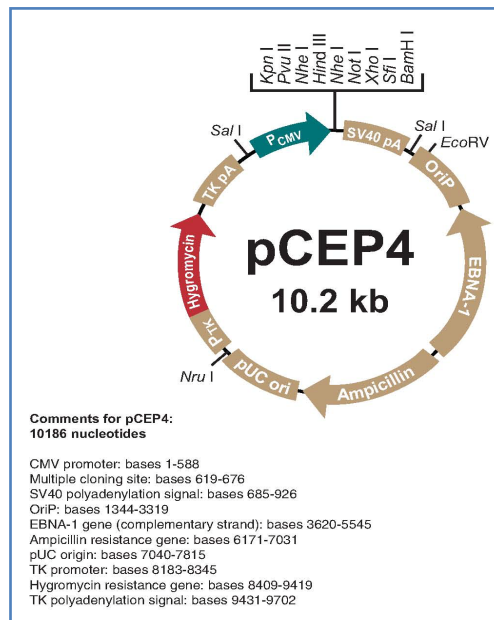 Kpn I
Pvu II
Nhe I
Hind III
Nhe I
Not I
Xho I
Sfi I
BamH I
Sal I
PCMV
SV40 pA
Sal I
EcoRV
OriP
TK pA
EBNA-1
Hygromycin
pCEP4
10.2 kb
PTK
Nru I
pUC ori
Ampicillin
Comments for pCEP4:
10186 nucleotides
CMV promoter: bases 1-588
Multiple cloning site: bases 619-676
SV40 polyadenylation signal: bases 685-926
OriP: bases 1344-3319
EBNA-1 gene (complementary strand): bases 3620-5545
Ampicillin resistance gene: bases 6171-7031
pUC origin: bases 7040-7815
TK promoter: bases 8183-8345
Hygromycin resistance gene: bases 8409-9419
TK polyadenylation signal: bases 9431-9702